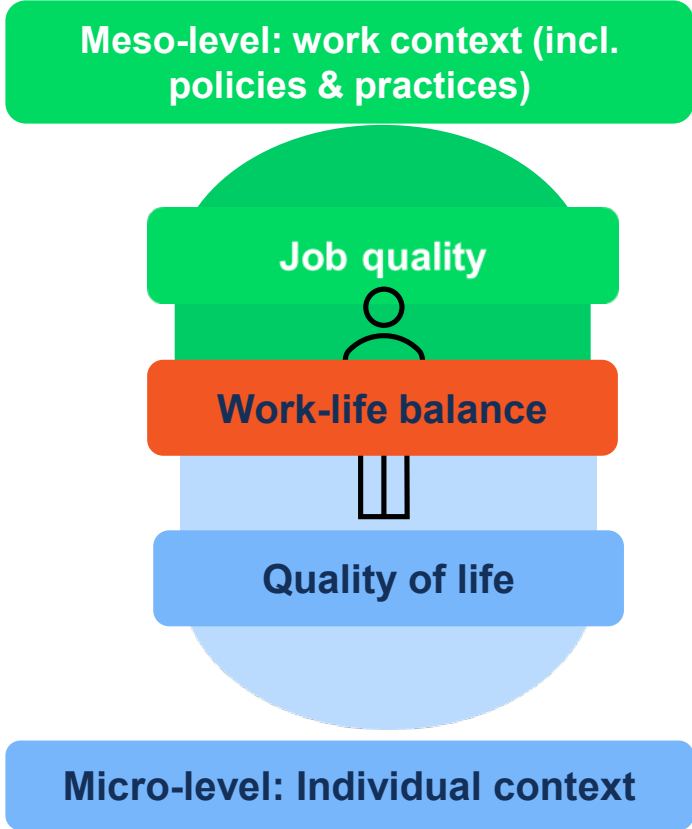 Meso-level: work context (incl.
policies & practices)
Job quality
Work-life balance
Quality of life
Micro-level: Individual context